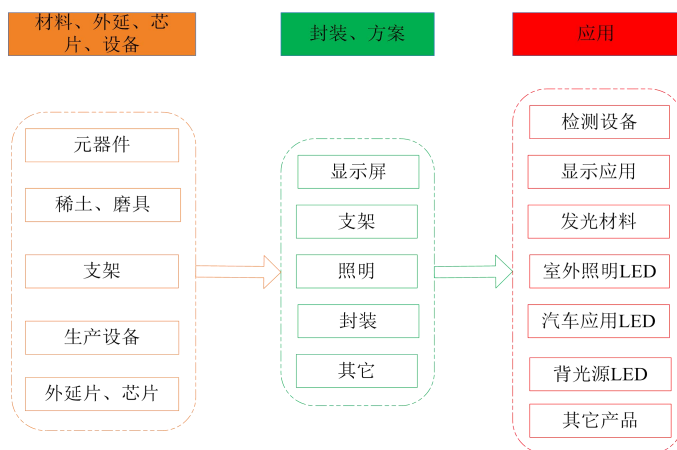 材料、外延、芯
片、设备
元器件
稀土、磨具
支架
生产设备
外延片、芯片
封装、方案
显示屏
支架
照明
封装
其它
应用
检测设备
显示应用
发光材料
室外照明LED
汽车应用LED
背光源LED
其它产品